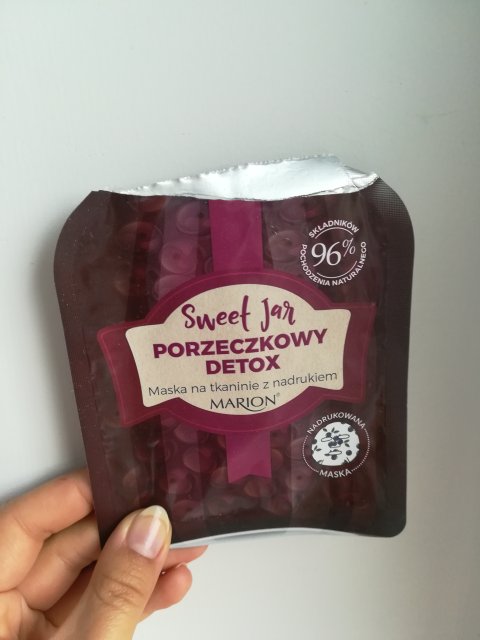 SKŁADNIKÓW
96%
POCHODZENIA NATURALNEGO
Sweet Jar
PORZECZKOWY
DETOX
Maska na tkaninie z nadrukiem
MARION®
NADRUKOWANA
MASKA